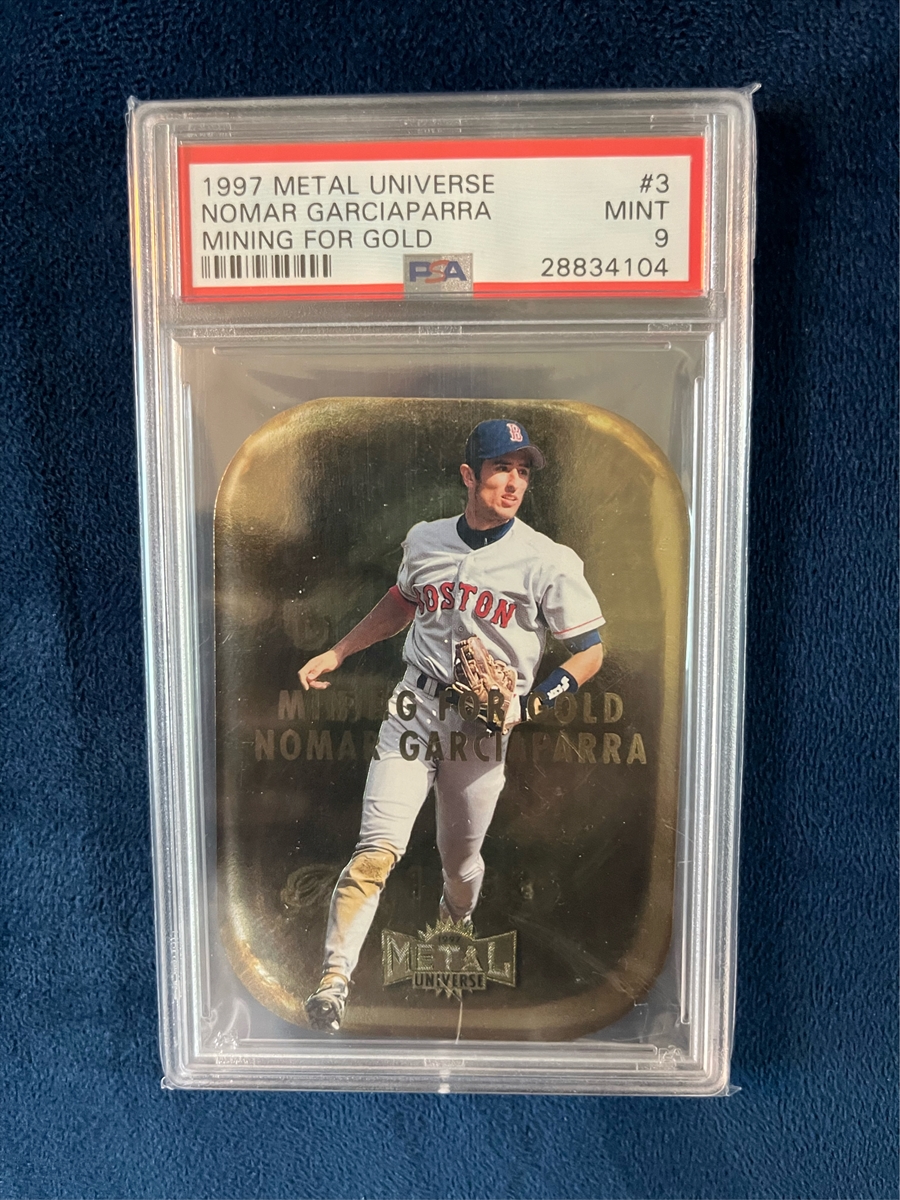 1997 METAL UNIVERSE #3
NOMAR GARCIAPARRA MINT
MINING FOR GOLD 9
PSA 28834104
B
BOSTON
MINING FOR GOLD
NOMAR GARCIAPARRA
1997
METAL
UNIVERSE